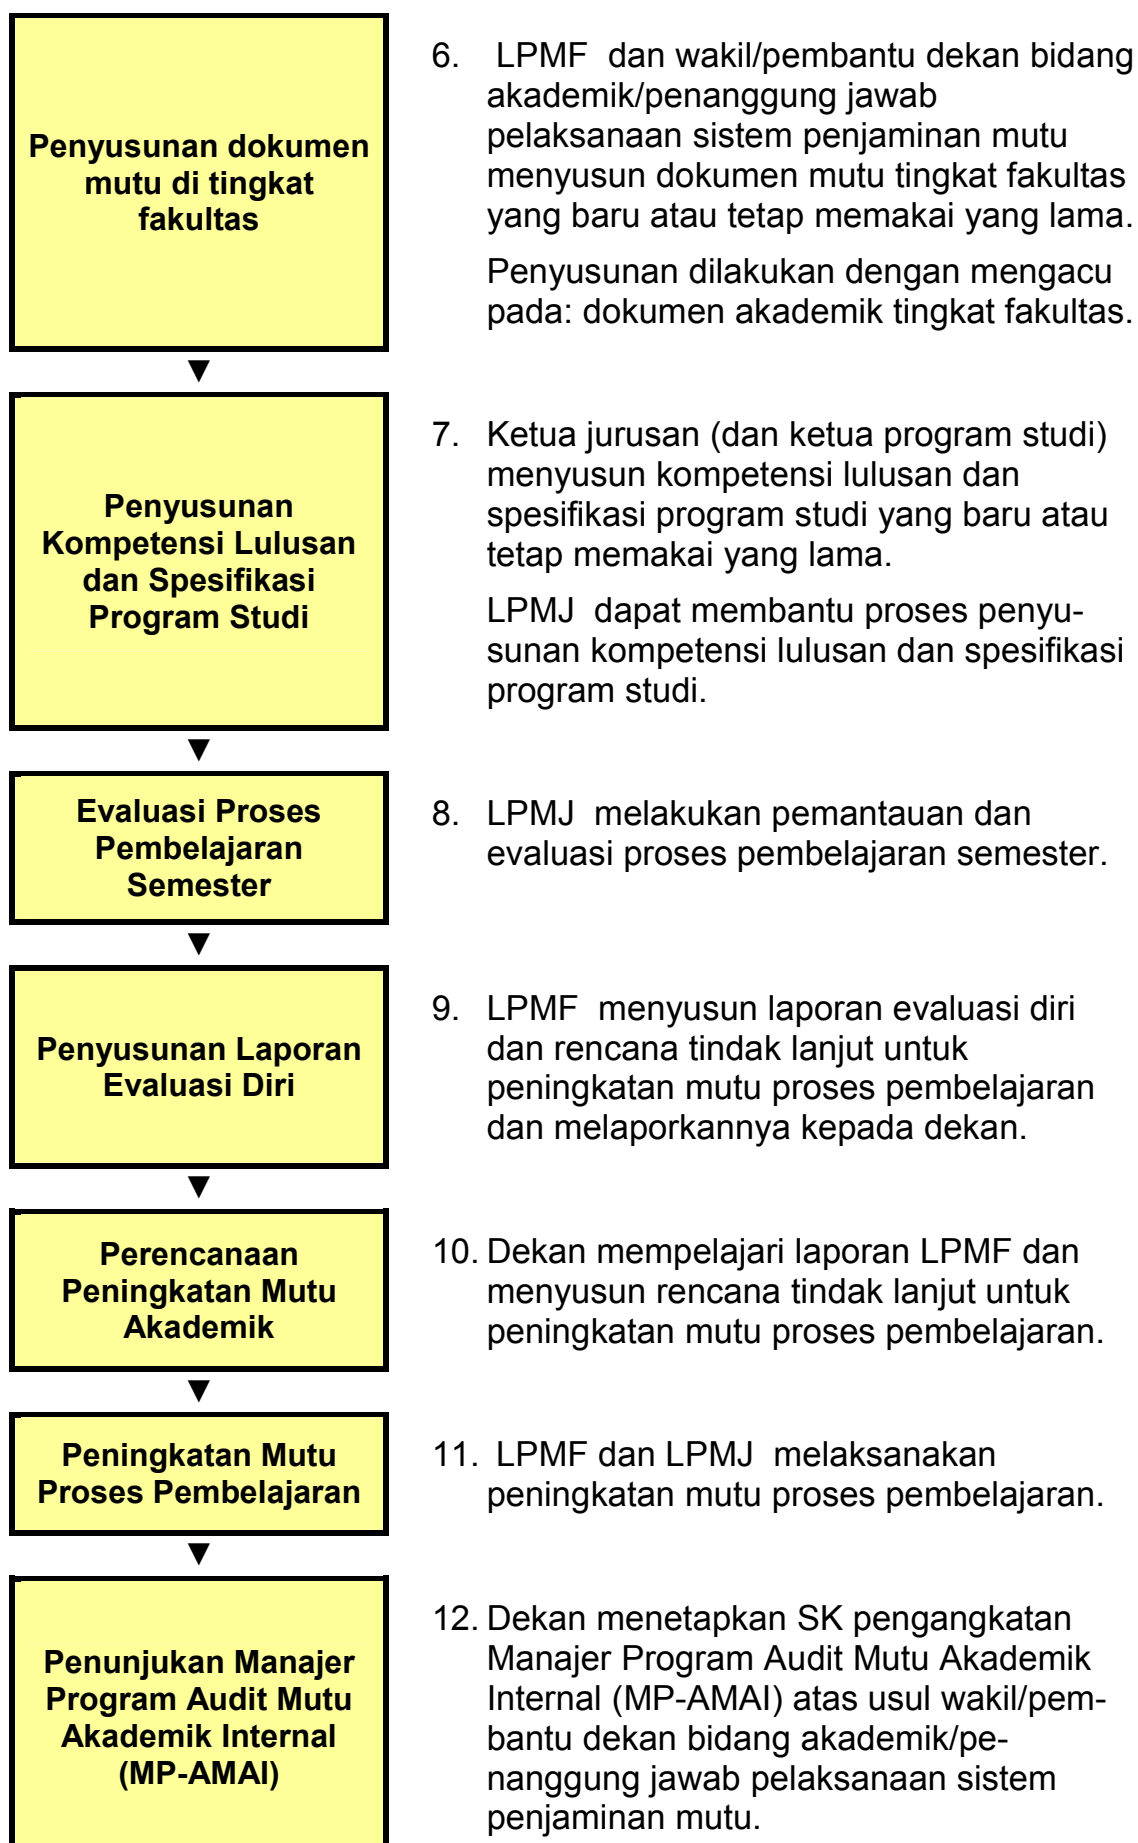 Penyusunan dokumen
mutu di tingkat
fakultas
6. LPMF dan wakil/pembantu dekan bidang
akademik/penanggung jawab
pelaksanaan sistem penjaminan mutu
menyusun dokumen mutu tingkat fakultas
yang baru atau tetap memakai yang lama.
Penyusunan dilakukan dengan mengacu
pada: dokumen akademik tingkat fakultas.
▼
Penyusunan
Kompetensi Lulusan
dan Spesifikasi
Program Studi
7. Ketua jurusan (dan ketua program studi)
menyusun kompetensi lulusan dan
spesifikasi program studi yang baru atau
tetap memakai yang lama.
LPMJ dapat membantu proses penyu-
sunan kompetensi lulusan dan spesifikasi
program studi.
▼
Evaluasi Proses
Pembelajaran
Semester
8. LPMJ melakukan pemantauan dan
evaluasi proses pembelajaran semester.
▼
Penyusunan Laporan
Evaluasi Diri
9. LPMF menyusun laporan evaluasi diri
dan rencana tindak lanjut untuk
peningkatan mutu proses pembelajaran
dan melaporkannya kepada dekan.
▼
Perencanaan
Peningkatan Mutu
Akademik
10. Dekan mempelajari laporan LPMF dan
menyusun rencana tindak lanjut untuk
peningkatan mutu proses pembelajaran.
▼
Peningkatan Mutu
Proses Pembelajaran
11. LPMF dan LPMJ melaksanakan
peningkatan mutu proses pembelajaran.
▼
Penunjukan Manajer
Program Audit Mutu
Akademik Internal
(MP-AMAI)
12. Dekan menetapkan SK pengangkatan
Manajer Program Audit Mutu Akademik
Internal (MP-AMAI) atas usul wakil/pem-
bantu dekan bidang akademik/pe-
nanggung jawab pelaksanaan sistem
penjaminan mutu.